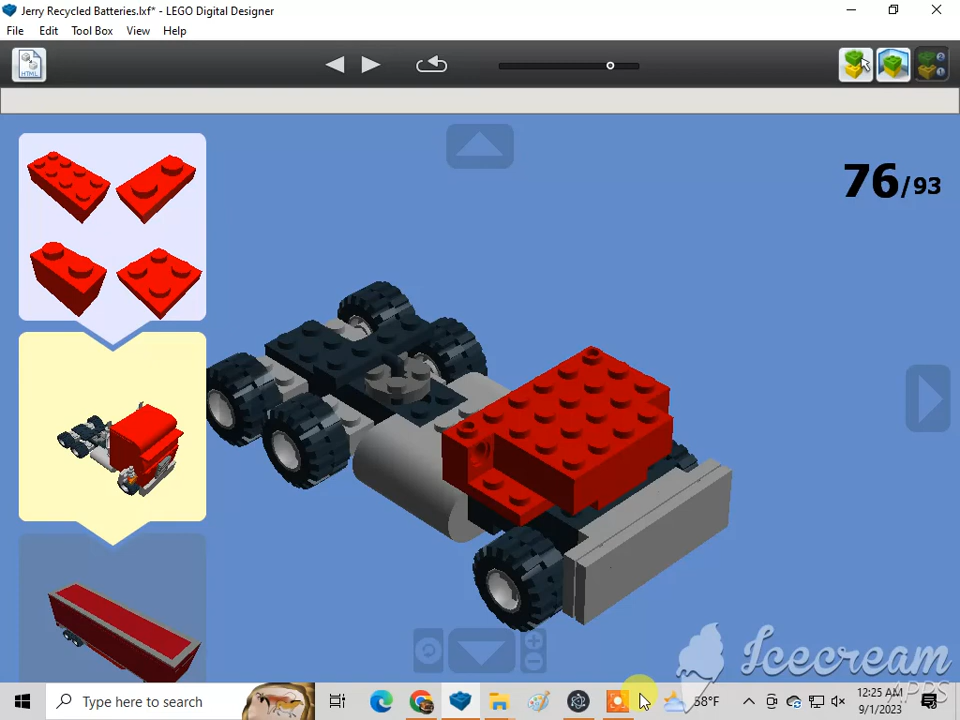 Jerry Recycled Batteries.lxf* - LEGO Digital Designer
File Edit Tool Box View Help
HTML
76/93
Icecream
APPS
Type here to search
58°F
12:25 AM
9/1/2023